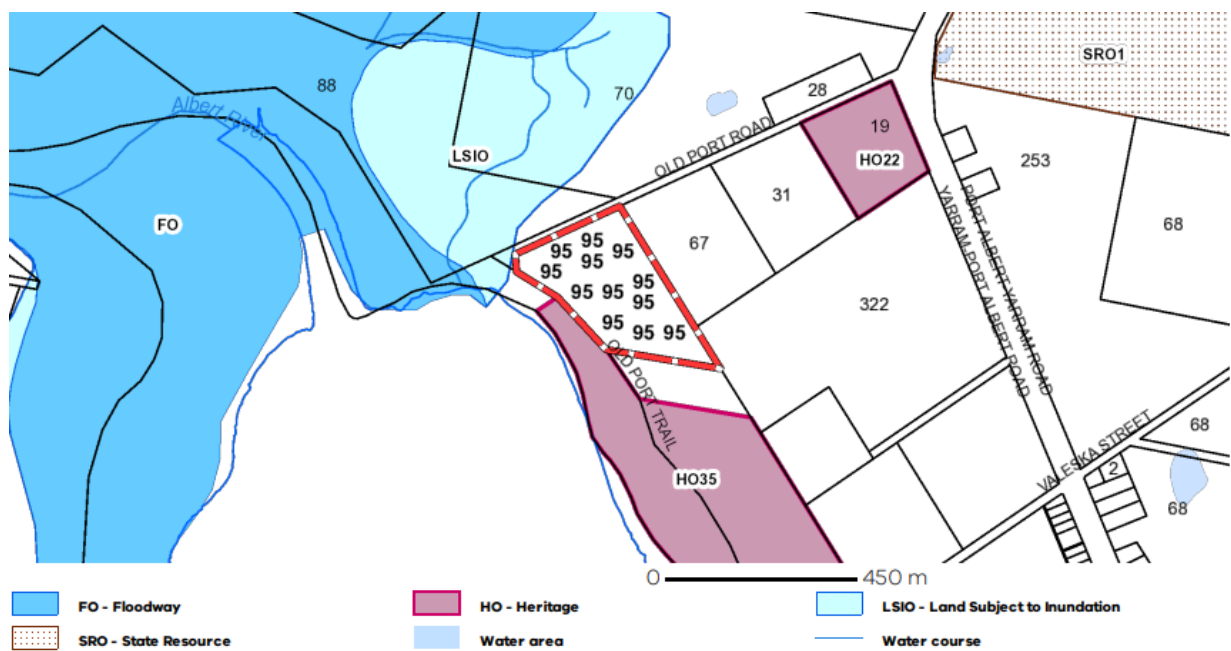 SRO1
88
28
70
Albert River
19
OLD PORT ROAD
LSIO
HO22
253
31
FO
68
67
95 95 95
95 95
95 95 95
95
95 95 95
322
PORT ALBERT YARRAM ROAD
YARRAM-PORT ALBERT ROAD
OLD PORT TRAIL
VALESKA STREET
68
2
HO35
68
0 450 m
FO - Floodway
HO - Heritage
LSIO - Land Subject to Inundation
SRO - State Resource
Water area
Water course